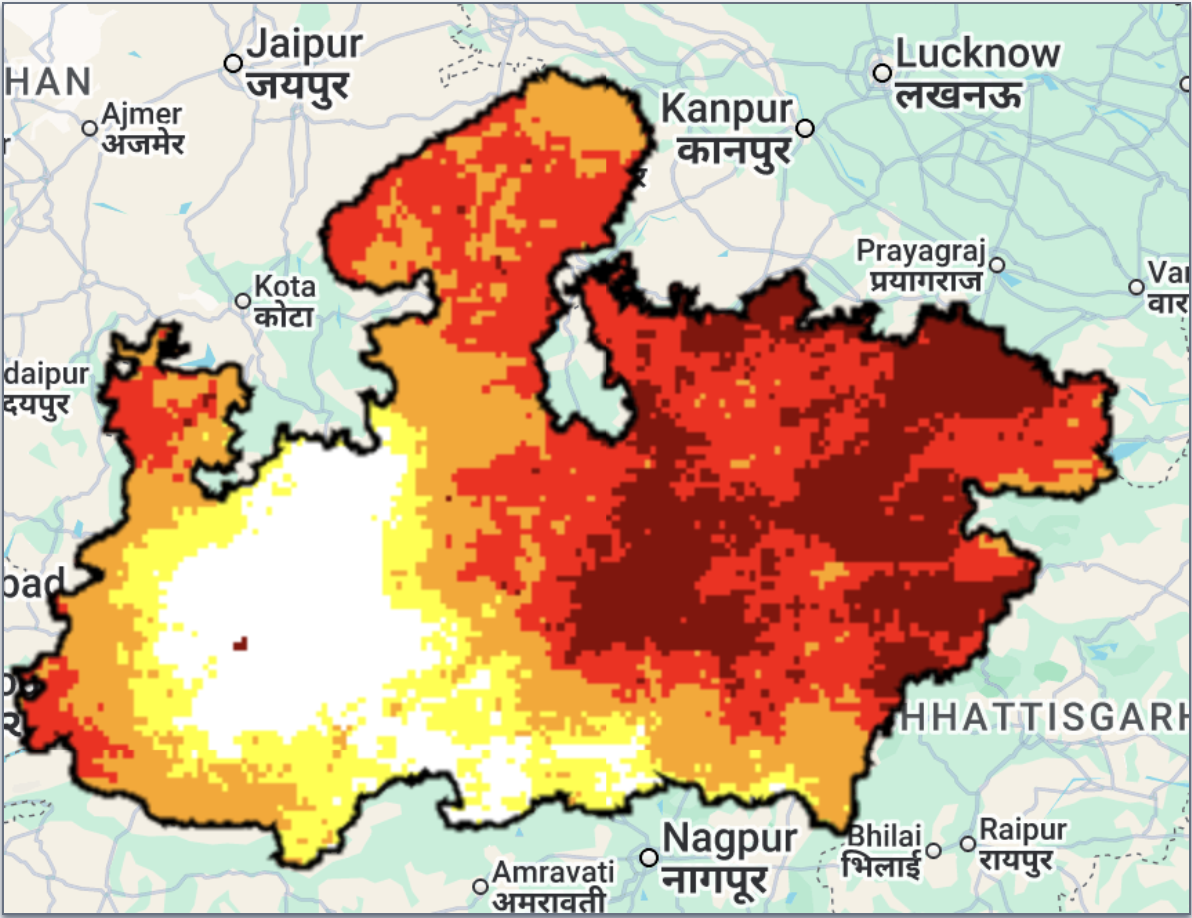 Jaipur
जयपुर
Lucknow
लखनऊ
HAN
Ajmer
अजमेर
Kanpur
कानपुर
र
Prayagraj
प्रयागराज
Var
वार
Kota
कोटा
daipur
दयपुर
bad
HHATTISGARH
Nagpur
नागपूर
Bhilai
भिलाई
Raipur
रायपुर
Amravati
अमरावती